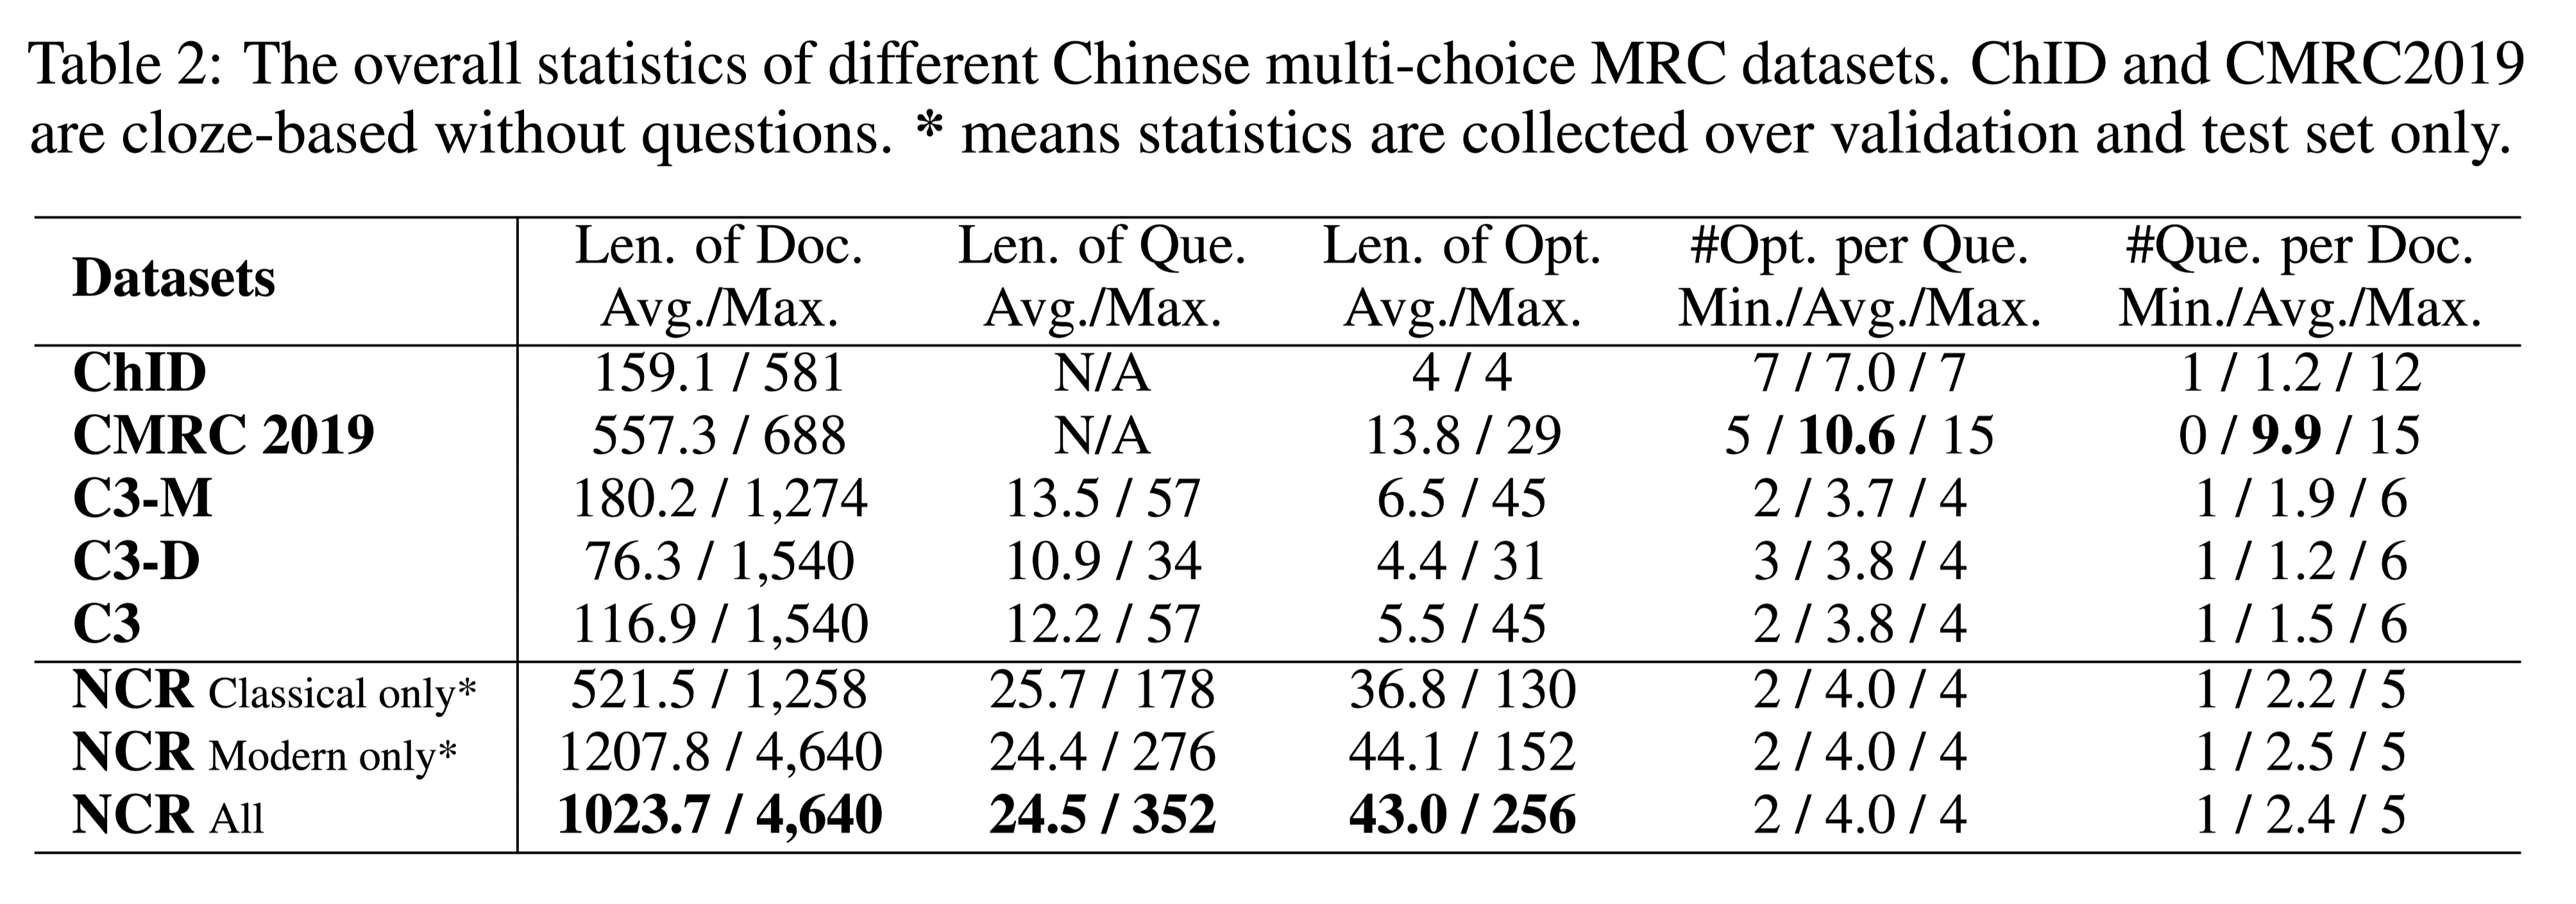 Table 2: The overall statistics of different Chinese multi-choice MRC datasets. ChID and CMRC2019
are cloze-based without questions. * means statistics are collected over validation and test set only.
Datasets | Len. of Doc. Avg./Max. | Len. of Que. Avg./Max. | Len. of Opt. Avg./Max. | #Opt. per Que. Min./Avg./Max. | #Que. per Doc. Min./Avg./Max.
ChID | 159.1 / 581 | N/A | 4 / 4 | 7 / 7.0 / 7 | 1 / 1.2 / 12
CMRC 2019 | 557.3 / 688 | N/A | 13.8 / 29 | 5 / 10.6 / 15 | 0 / 9.9 / 15
C3-M | 180.2 / 1,274 | 13.5 / 57 | 6.5 / 45 | 2 / 3.7 / 4 | 1 / 1.9 / 6
C3-D | 76.3 / 1,540 | 10.9 / 34 | 4.4 / 31 | 3 / 3.8 / 4 | 1 / 1.2 / 6
C3 | 116.9 / 1,540 | 12.2 / 57 | 5.5 / 45 | 2 / 3.8 / 4 | 1 / 1.5 / 6
NCR Classical only* | 521.5 / 1,258 | 25.7 / 178 | 36.8 / 130 | 2 / 4.0 / 4 | 1 / 2.2 / 5
NCR Modern only* | 1207.8 / 4,640 | 24.4 / 276 | 44.1 / 152 | 2 / 4.0 / 4 | 1 / 2.5 / 5
NCR All | 1023.7 / 4,640 | 24.5 / 352 | 43.0 / 256 | 2 / 4.0 / 4 | 1 / 2.4 / 5